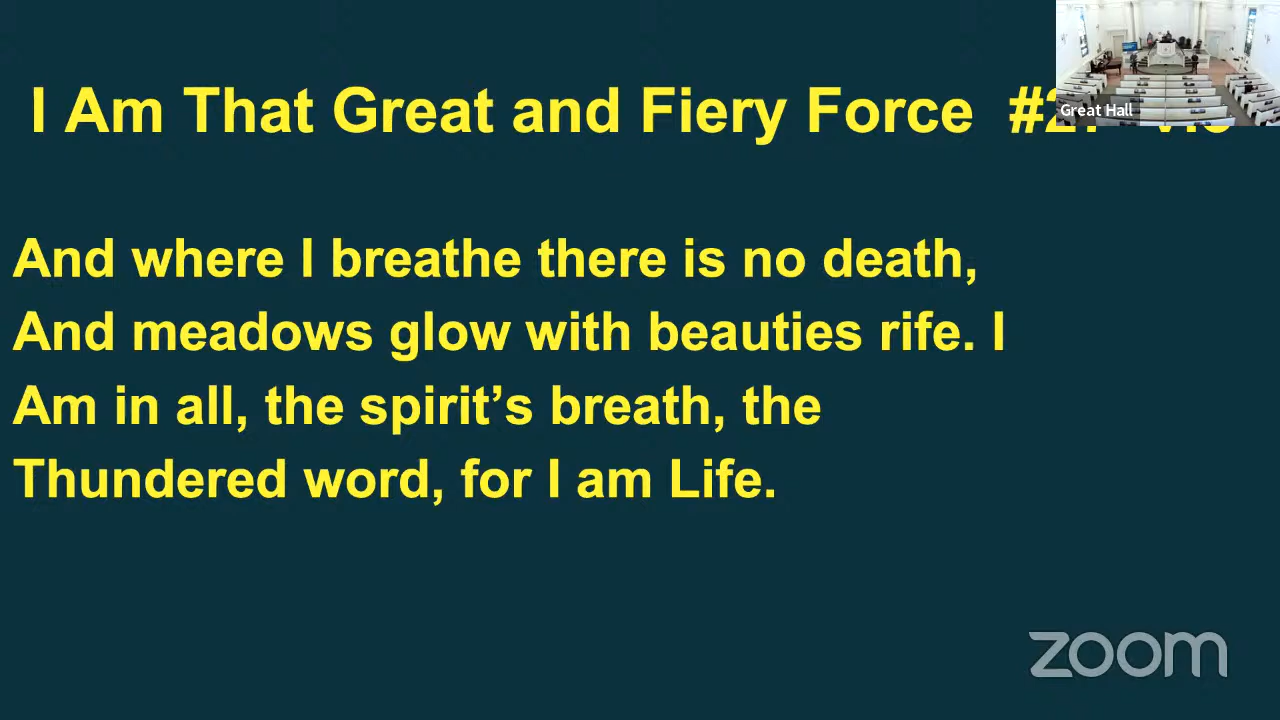 I Am That Great and Fiery Force
Great Hall
And where I breathe there is no death,
And meadows glow with beauties rife. I
Am in all, the spirit’s breath, the
Thundered word, for I am Life.
zoom